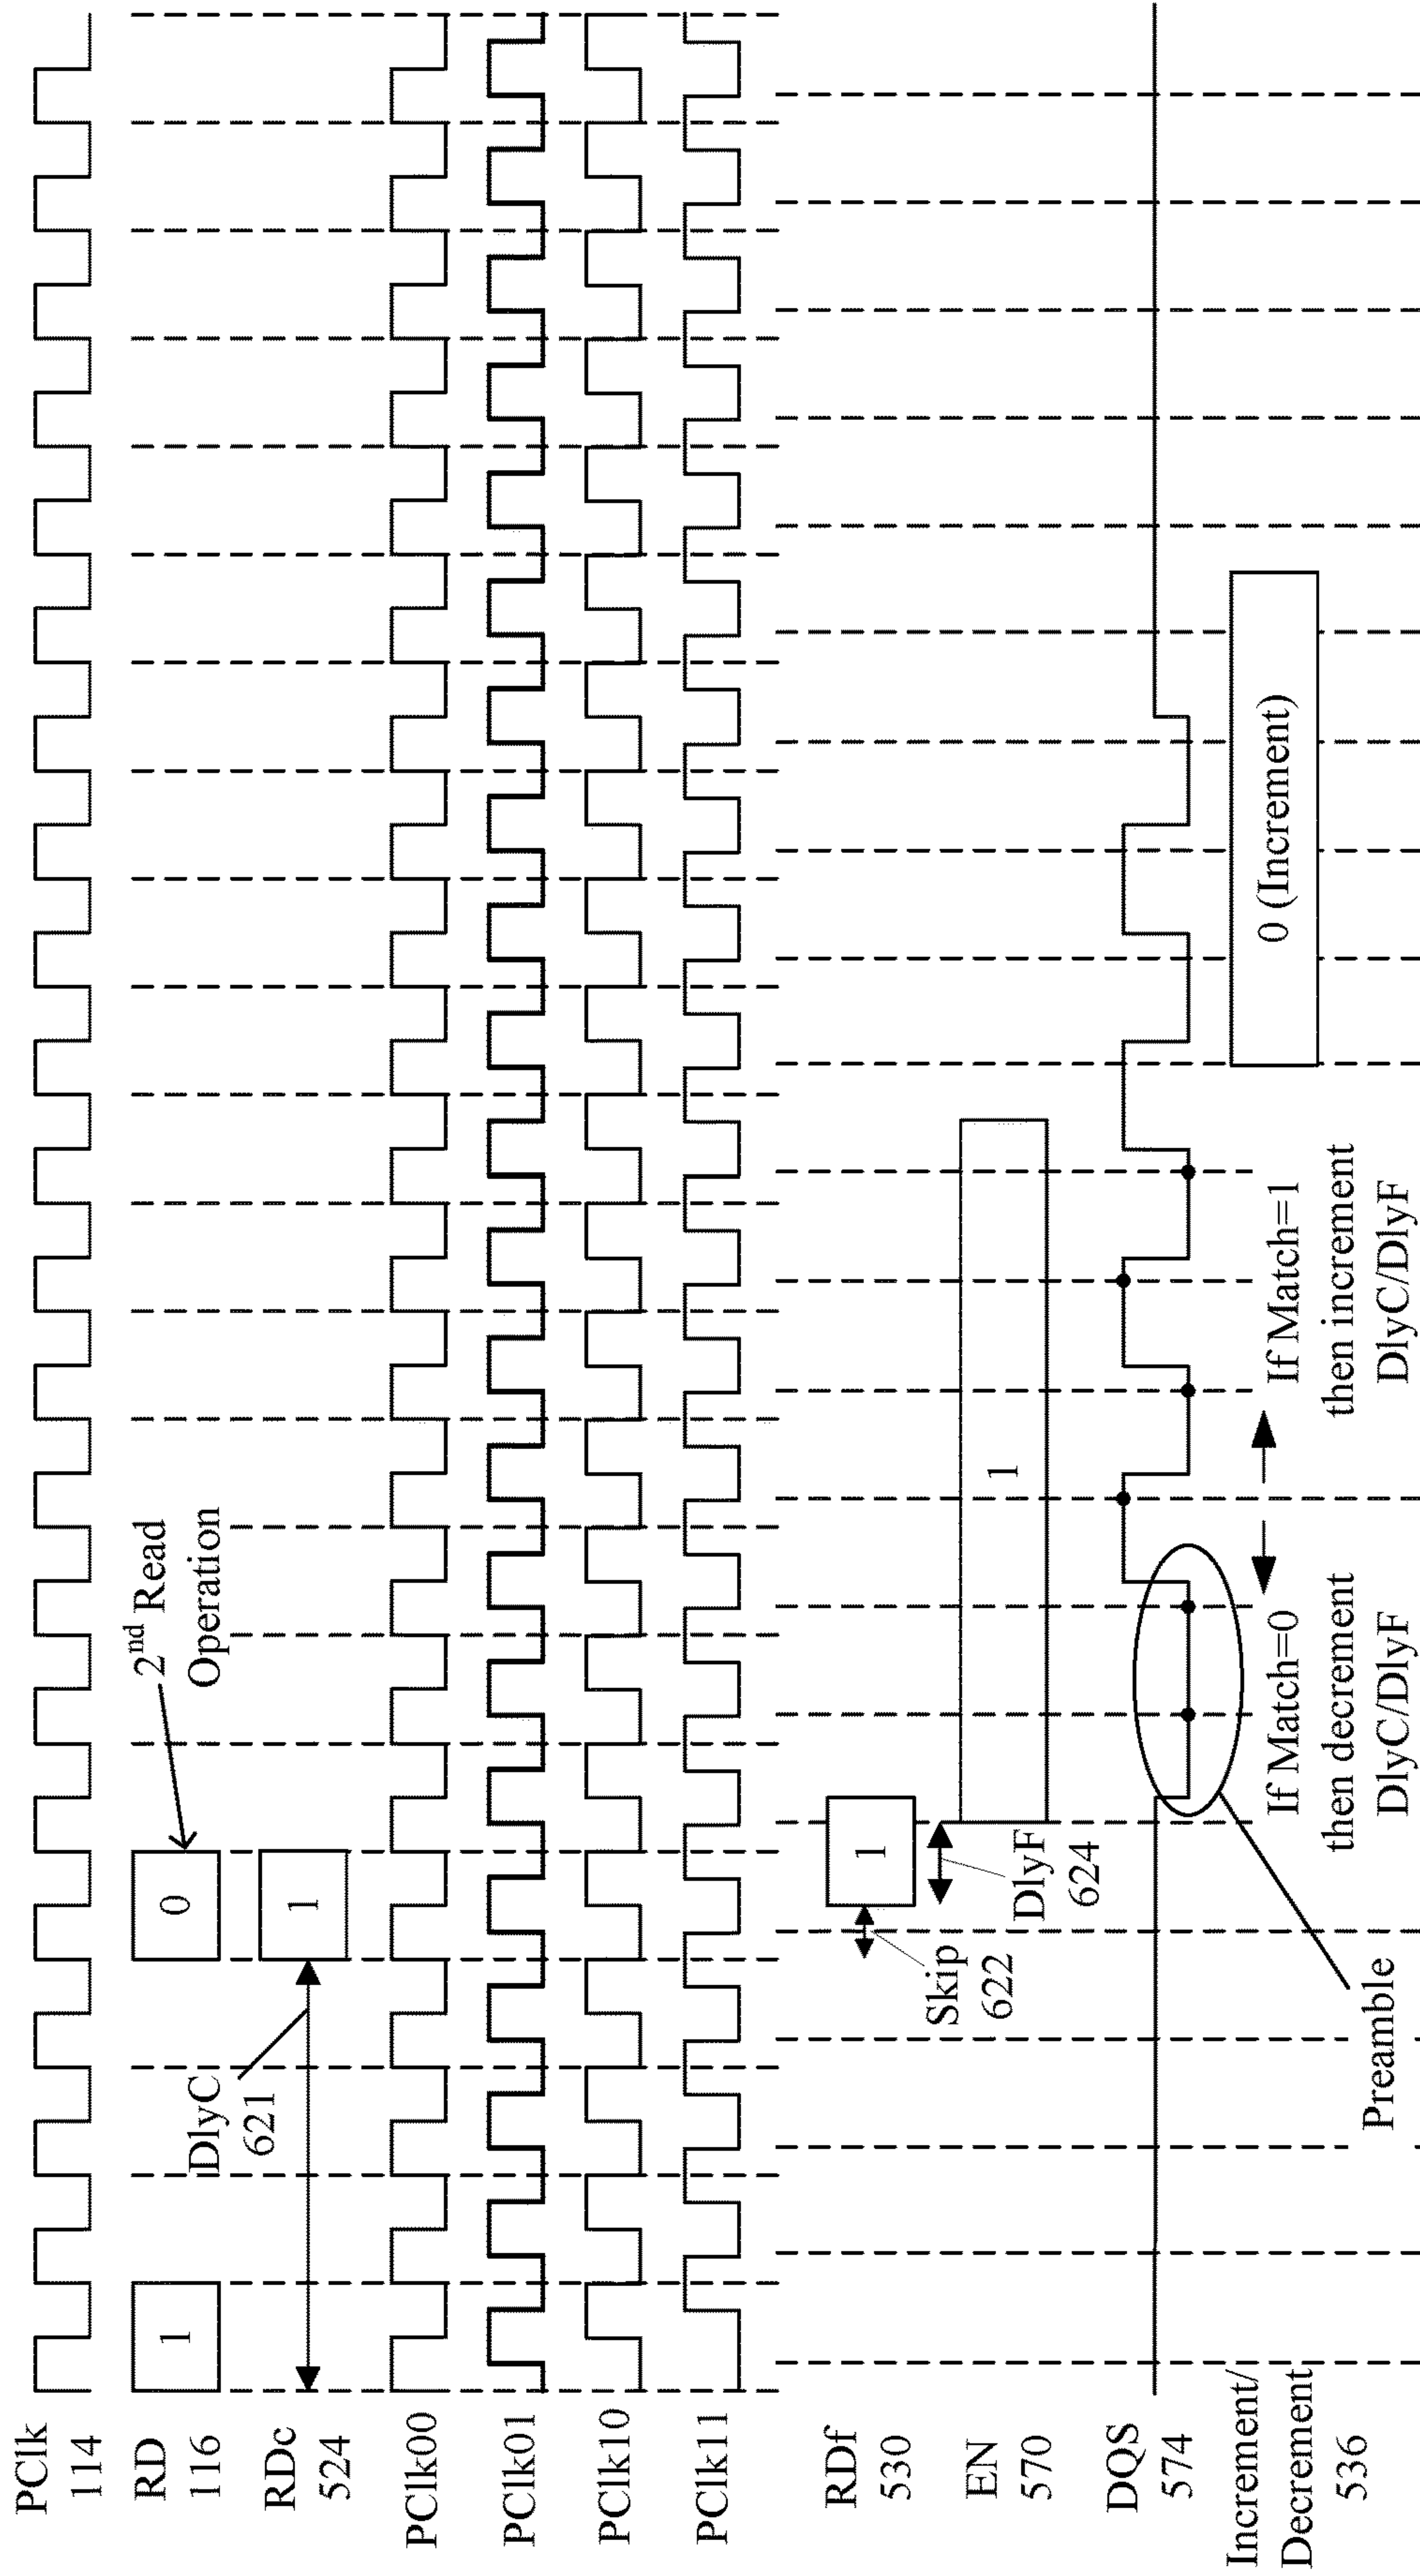 PClk
114
RD
116
1
0
2nd Read
Operation
RDc
524
DlyC
621
1
PClk00
PClk01
PClk10
PClk11
RDf
530
Skip
622
1
DlyF
624
EN
570
1
DQS
574
Preamble
Increment/
Decrement
536
If Match=0
then decrement
DlyC/DlyF
If Match=1
then increment
DlyC/DlyF
0 (Increment)